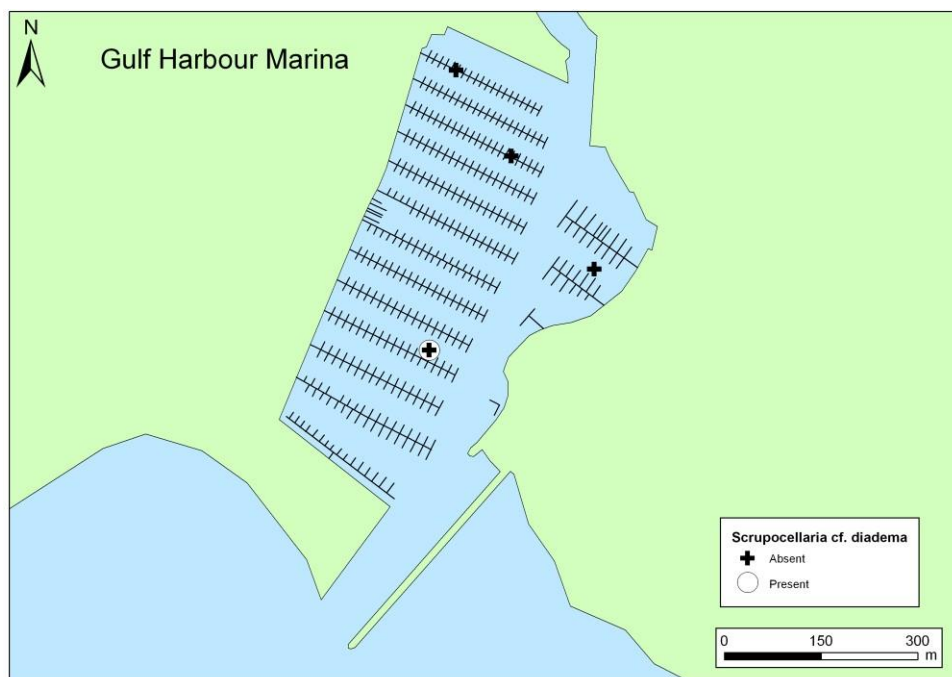 N
Gulf Harbour Marina
Scrupocellaria cf. diadema
Absent
Present
0 150 300
m